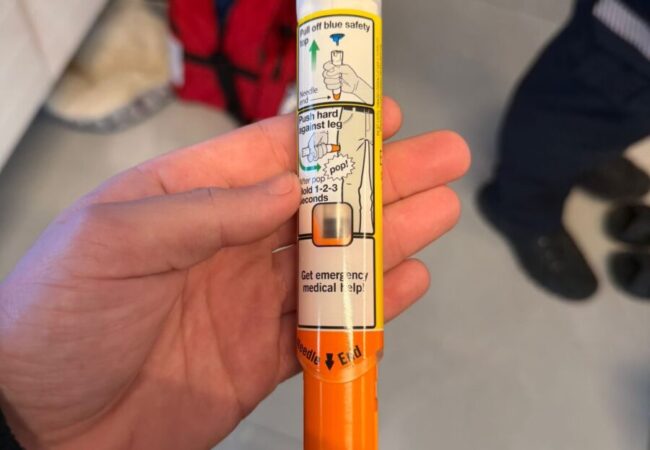 Pull off blue safety
top
Needle
end
Push hard
against leg
pop!
After pop
Hold 1-2-3
seconds
Get emergency
medical help!
Needle End